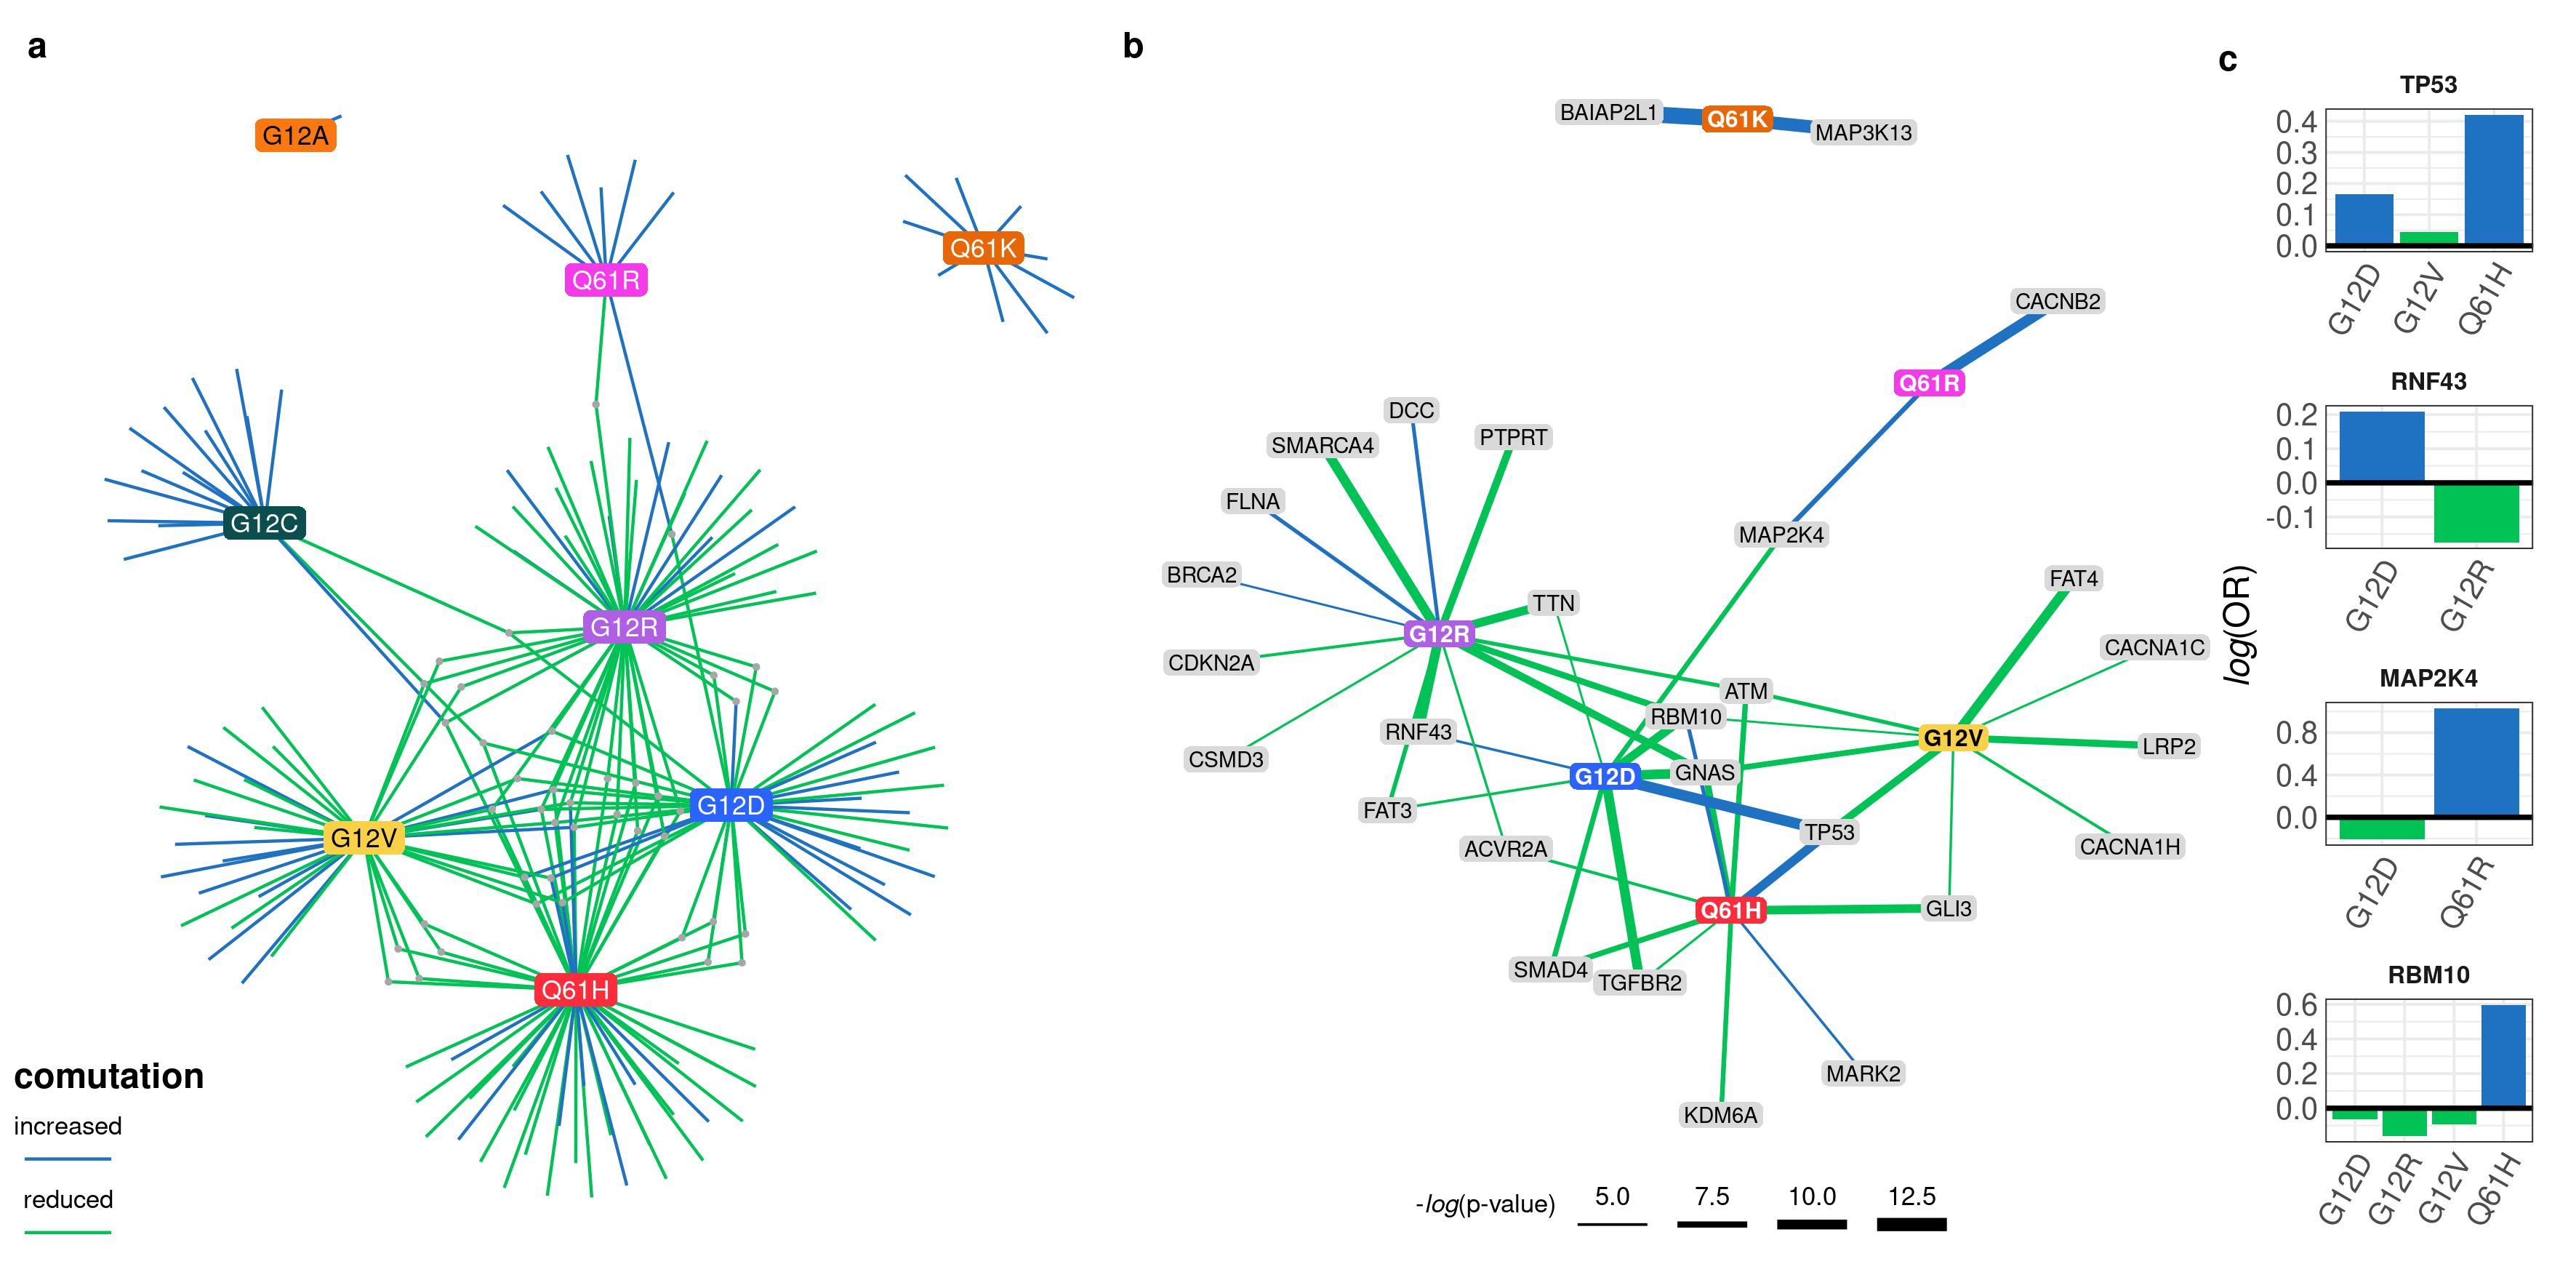 a
G12A
Q61R
Q61K
G12C
G12R
G12D
G12V
Q61H
comutation
increased
reduced
b
BAIAP2L1
Q61K
MAP3K13
CACNB2
Q61R
DCC
PTPRT
SMARCA4
FLNA
MAP2K4
BRCA2
FAT4
TTN
G12R
CACNA1C
CDKN2A
ATM
RBM10
RNF43
G12V
LRP2
CSMD3
G12D
GNAS
FAT3
TP53
ACVR2A
CACNA1H
Q61H
GLI3
SMAD4
TGFBR2
MARK2
KDM6A
-log(p-value)
5.0
7.5
10.0
12.5
c
log(OR)
TP53
0.4
0.3
0.2
0.1
0.0
G12D
G12V
Q61H
RNF43
0.2
0.1
0.0
-0.1
G12D
G12R
MAP2K4
0.8
0.4
0.0
G12D
Q61R
RBM10
0.6
0.4
0.2
0.0
G12D
G12R
G12V
Q61H